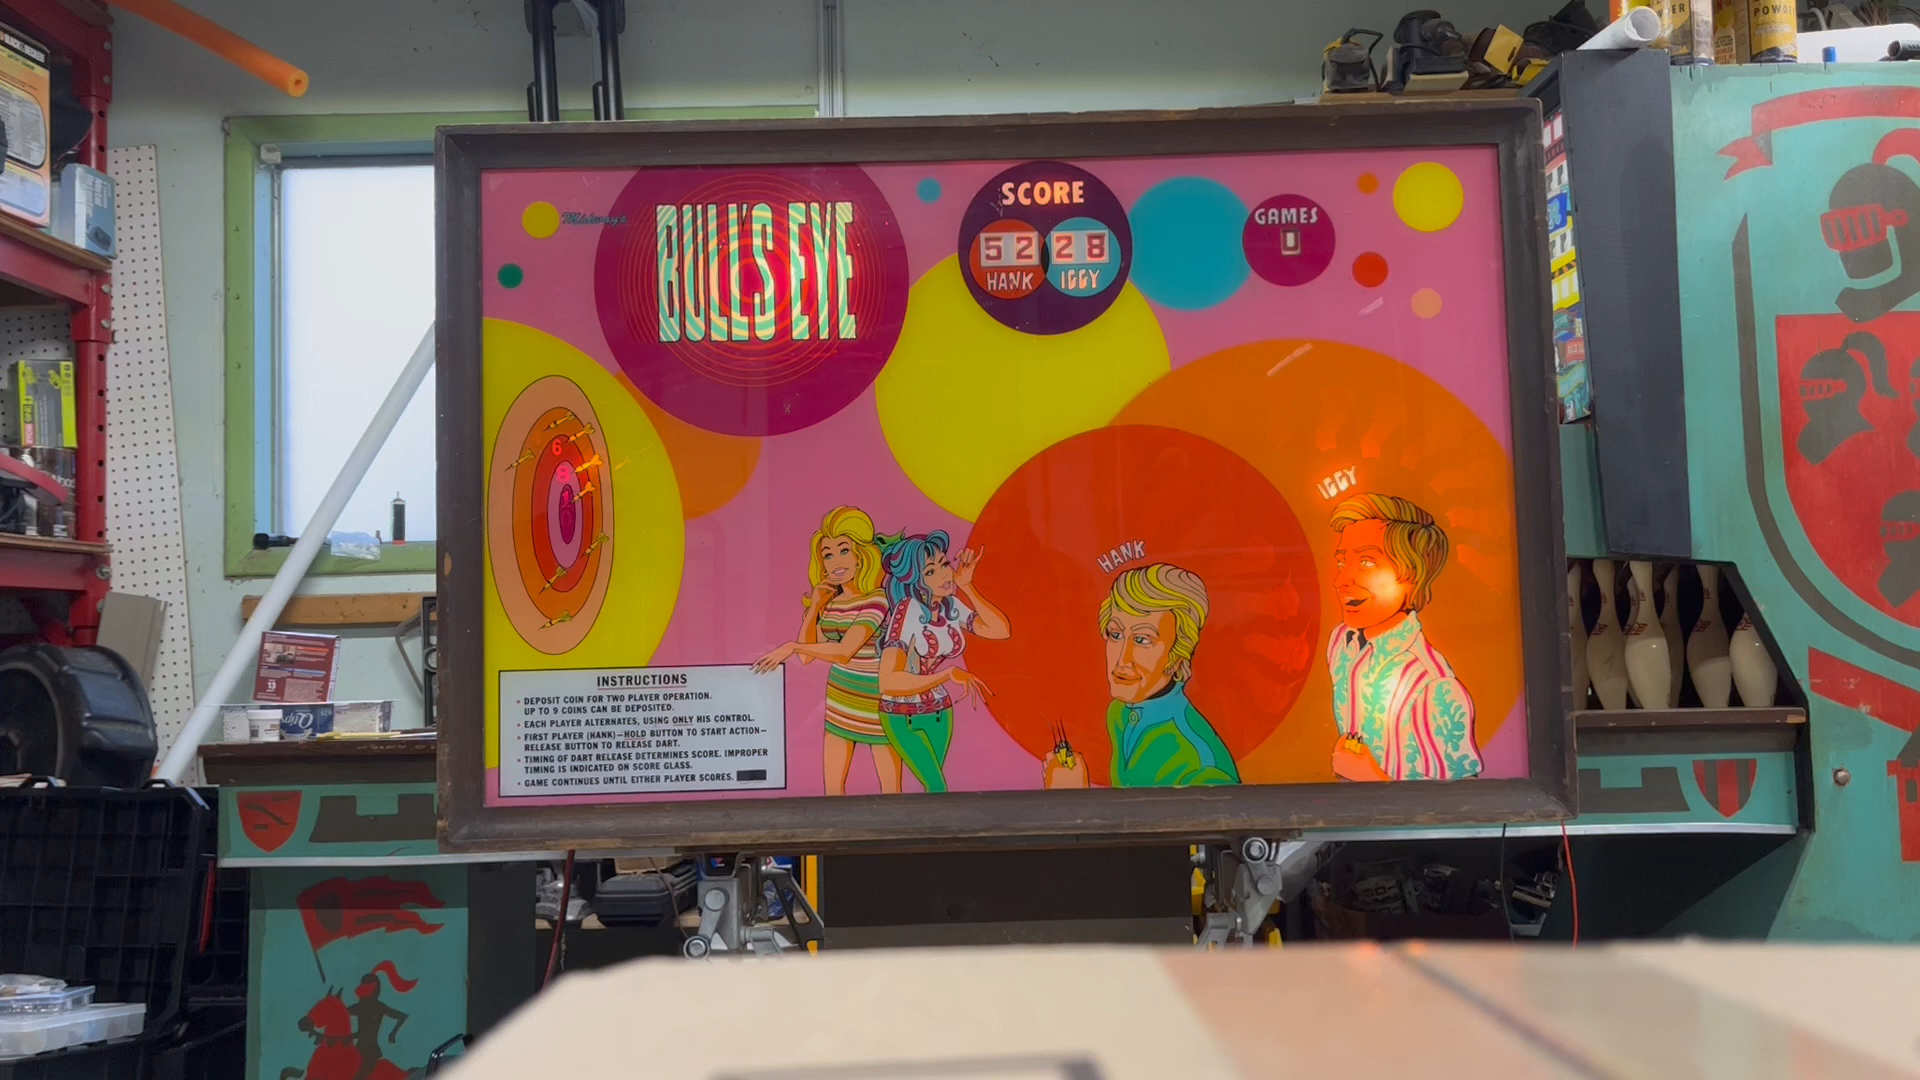 Midway's
BULL'S EYE
SCORE
52 28
HANK IGGY
GAMES
0
6
8
1
IGGY
HANK
INSTRUCTIONS
• DEPOSIT COIN FOR TWO PLAYER OPERATION.
UP TO 9 COINS CAN BE DEPOSITED.
• EACH PLAYER ALTERNATES, USING ONLY HIS CONTROL.
• FIRST PLAYER (HANK)—HOLD BUTTON TO START ACTION—
RELEASE BUTTON TO RELEASE DART.
• TIMING OF DART RELEASE DETERMINES SCORE. IMPROPER
TIMING IS INDICATED ON SCORE GLASS.
• GAME CONTINUES UNTIL EITHER PLAYER SCORES.